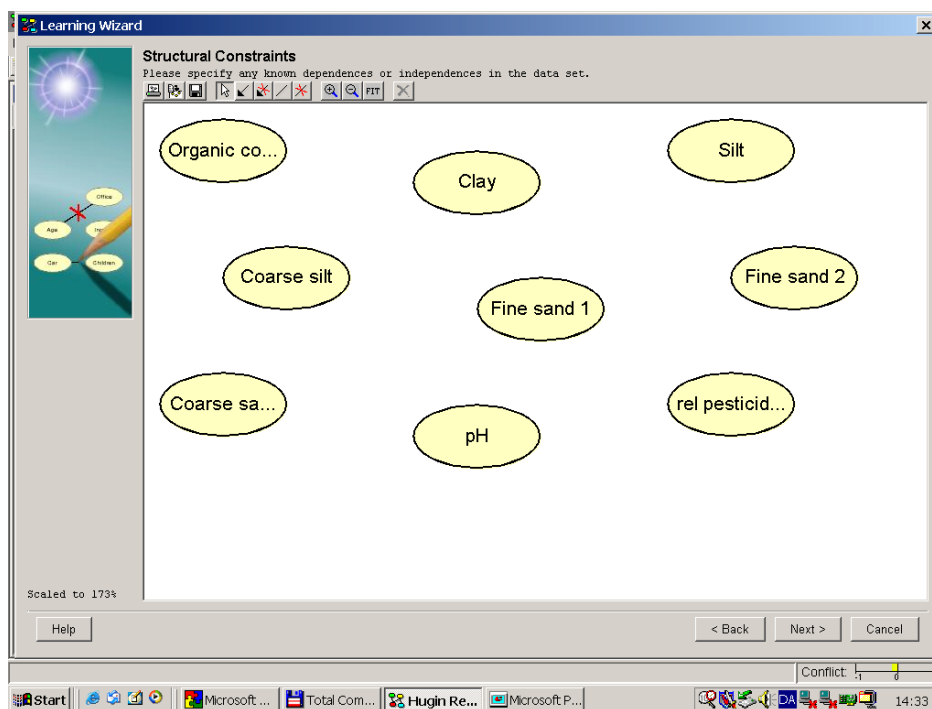 Learning Wizard
Structural Constraints
Please specify any known dependences or independences in the data set.
FIT
Organic co...
Clay
Silt
Coarse silt
Fine sand 1
Fine sand 2
Coarse sa...
pH
rel pesticid...
Office
Age
Car
Children
Scaled to 173%
Help
< Back
Next >
Cancel
Conflict:
-1 0
Start
Microsoft ...
Total Com...
Hugin Re...
Microsoft P...
DA
14:33